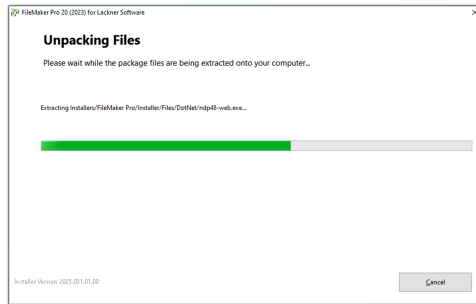 FileMaker Pro 20 (2023) for Lackner Software
Unpacking Files
Please wait while the package files are being extracted onto your computer...
Extracting Installers/FileMaker Pro/Installer/Files/DotNet/ndp48-web.exe...
Installer Version 2025.031.01.00
Cancel